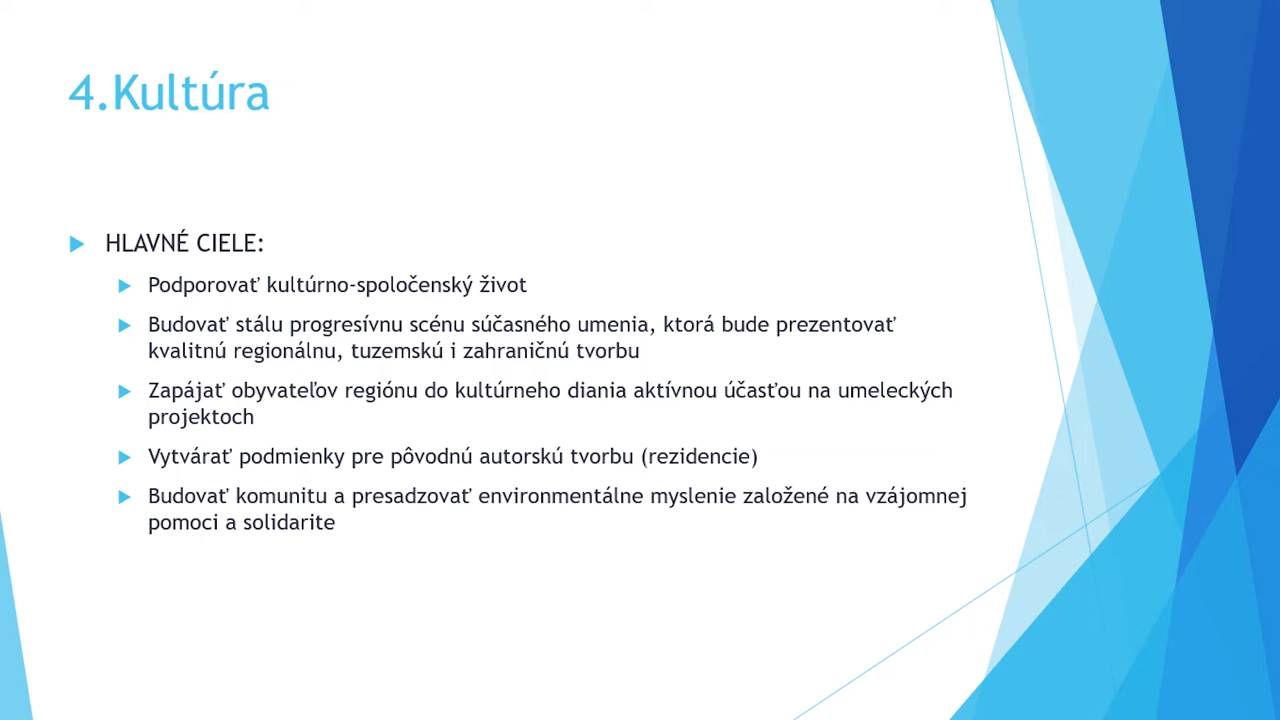 4.Kultúra
HLAVNÉ CIELE:
Podporovať kultúrno-spoločenský život
Budovať stálu progresívnu scénu súčasného umenia, ktorá bude prezentovať
kvalitnú regionálnu, tuzemskú i zahraničnú tvorbu
Zapájať obyvateľov regiónu do kultúrneho diania aktívnou účasťou na umeleckých
projektoch
Vytvárať podmienky pre pôvodnú autorskú tvorbu (rezidencie)
Budovať komunitu a presadzovať environmentálne myslenie založené na vzájomnej
pomoci a solidarite